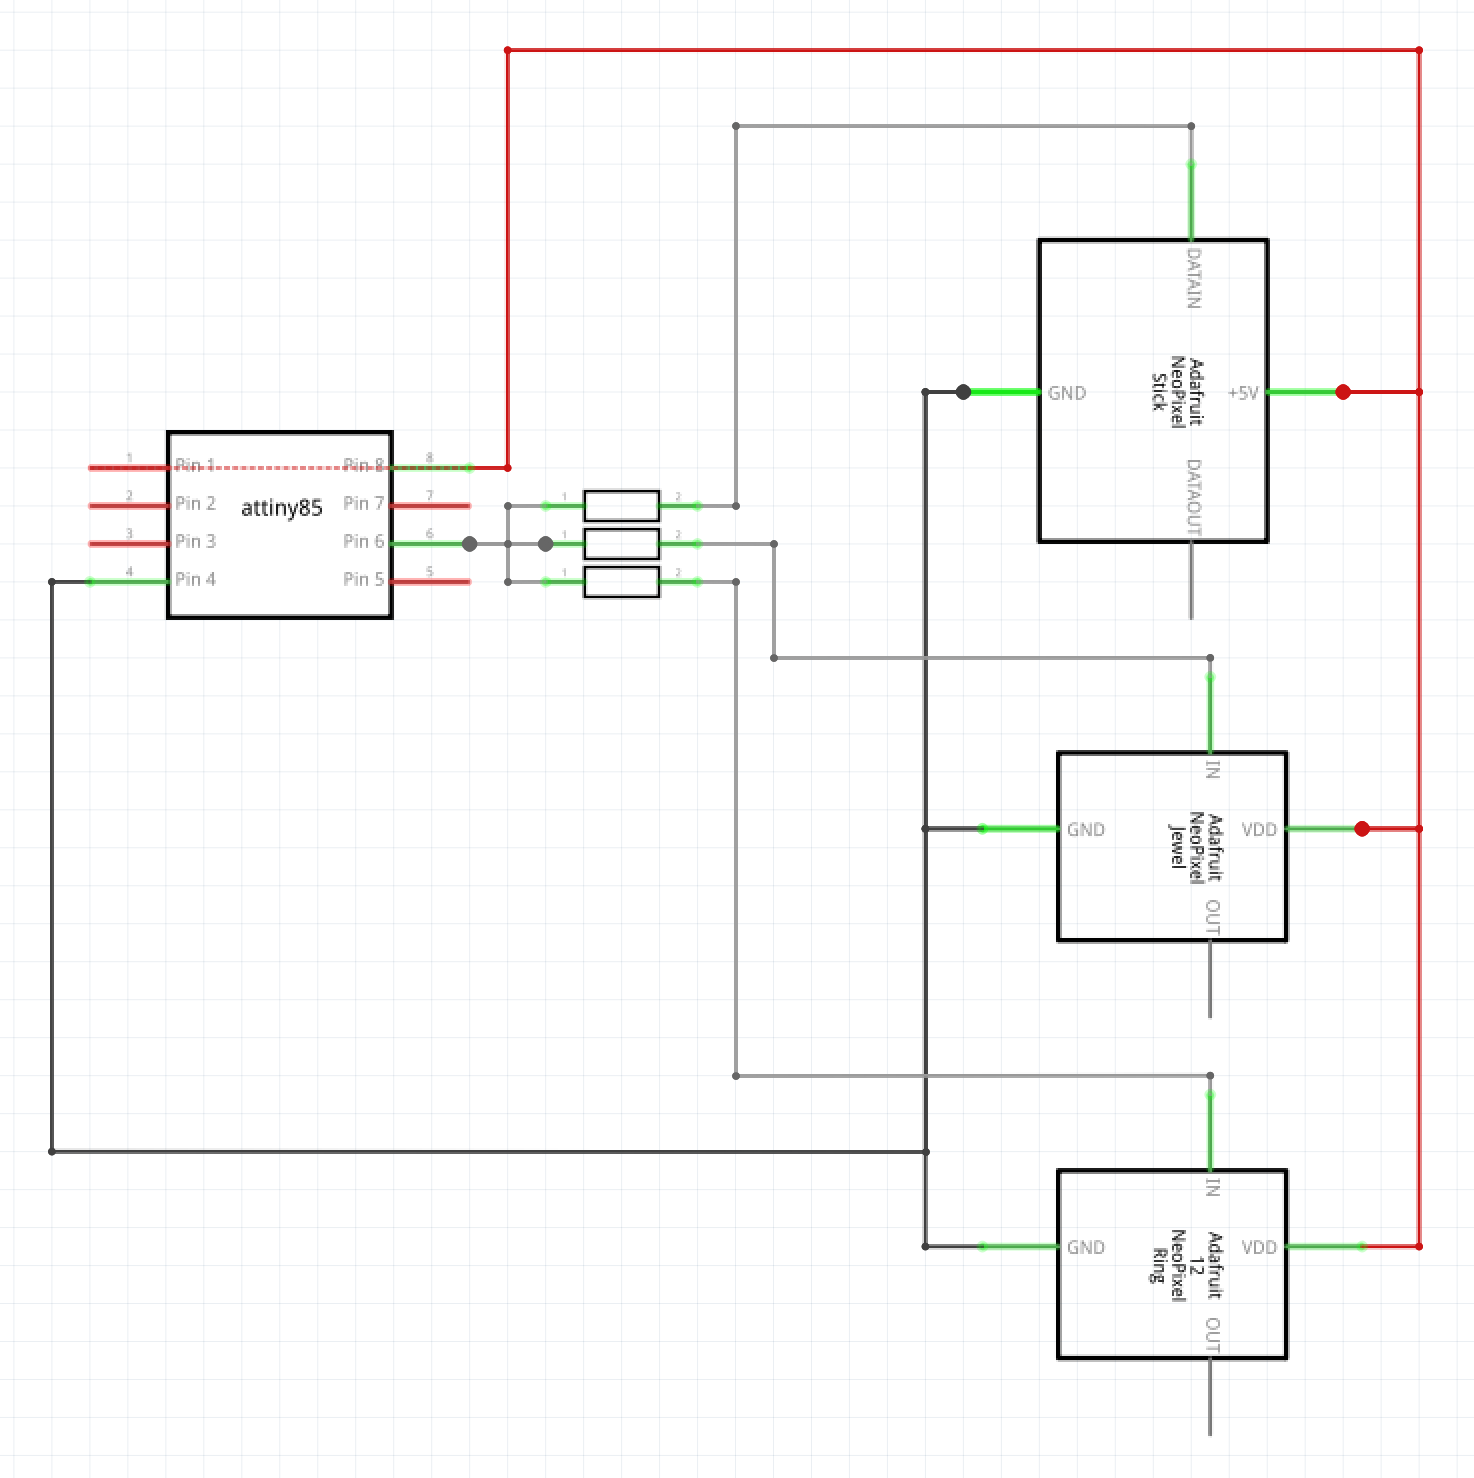 DATAIN
GND
Adafruit
NeoPixel
Stick
+5V
DATAOUT
1
Pin 1
Pin 8
8
2
Pin 2
attiny85
Pin 7
7
3
Pin 3
Pin 6
6
4
Pin 4
Pin 5
5
1
2
1
2
1
2
IN
GND
Adafruit
NeoPixel
Jewel
VDD
OUT
IN
GND
Adafruit
12
NeoPixel
Ring
VDD
OUT